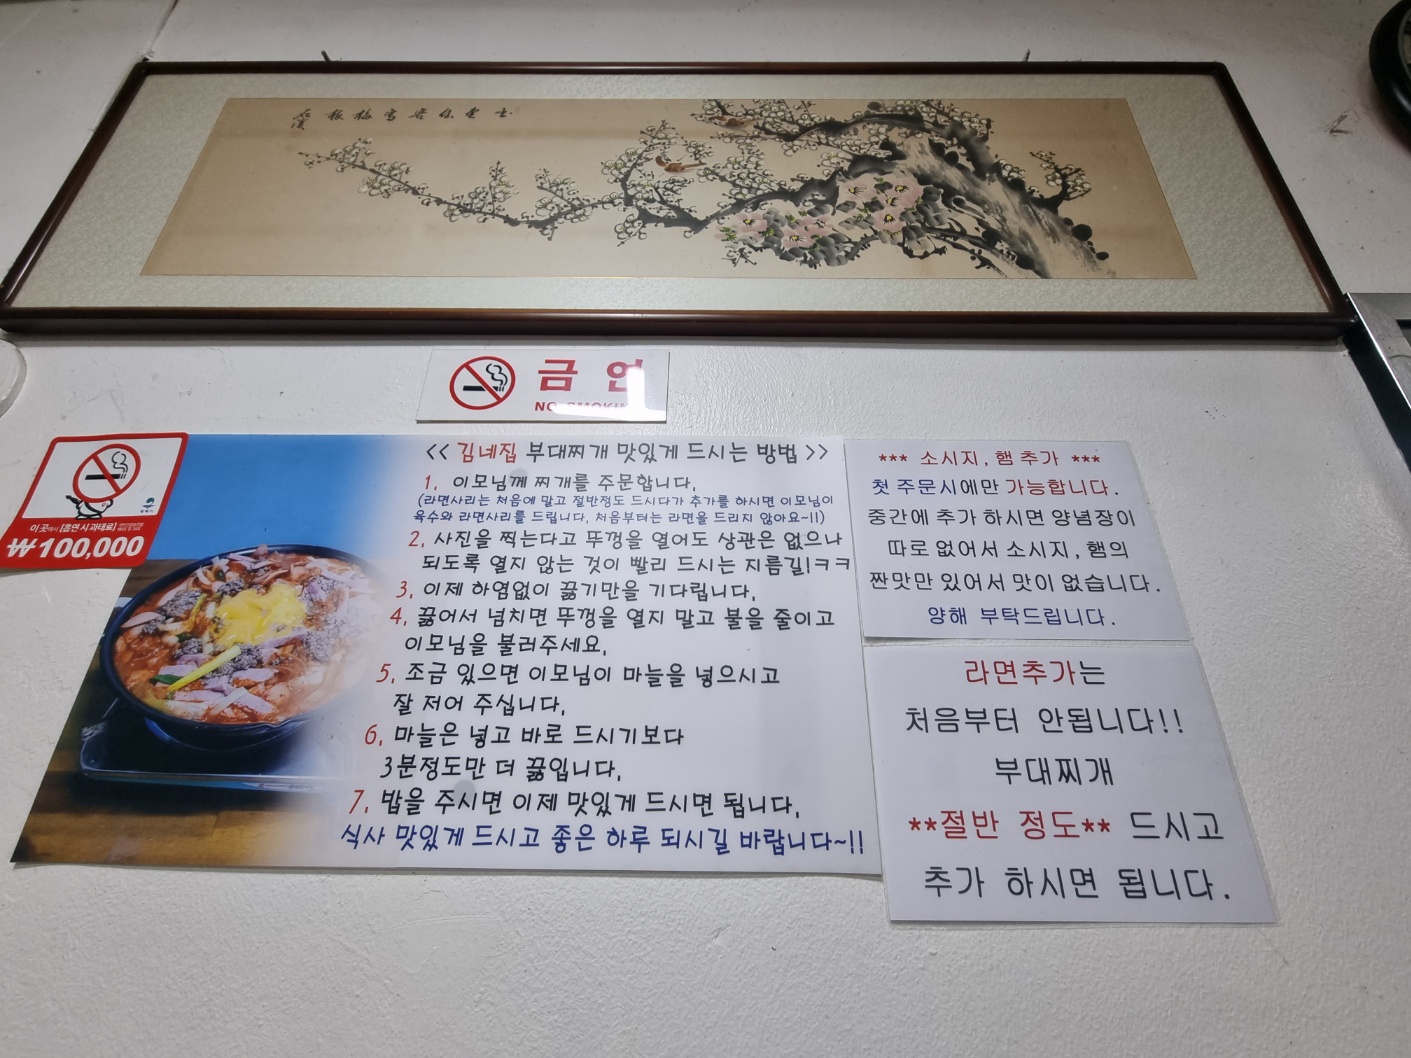 금연
<< 김네집 부대찌개 맛있게 드시는 방법 >>
1. 이모님께 찌개를 주문합니다.
(라면사리는 처음에 말고 절반정도 드시다가 추가를 하시면 이모님이
육수와 라면사리를 드립니다. 처음부터는 라면을 드리지 않아요~!!)
2. 사진을 찍는다고 뚜껑을 열어도 상관은 없으나
되도록 열지 않는 것이 빨리 드시는 지름길!ㅋㅋ
3. 이제 하염없이 끓기만을 기다립니다.
4. 끓어서 넘치면 뚜껑을 열지 말고 불을 줄이고
이모님을 불러주세요.
5. 조금 있으면 이모님이 마늘을 넣으시고
잘 저어 주십니다.
6. 마늘은 넣고 바로 드시기보다
3분정도만 더 끓입니다.
7. 밥을 주시면 이제 맛있게 드시면 됩니다.
식사 맛있게 드시고 좋은 하루 되시길 바랍니다~!!
이곳에서 [흡연시 과태료]
₩100,000
*** 소시지, 햄 추가 ***
첫 주문시에만 가능합니다.
중간에 추가 하시면 양념장이
따로 없어서 소시지, 햄의
짠맛만 있어서 맛이 없습니다.
양해 부탁드립니다.
라면추가는
처음부터 안됩니다!!
부대찌개
**절반 정도** 드시고
추가 하시면 됩니다.